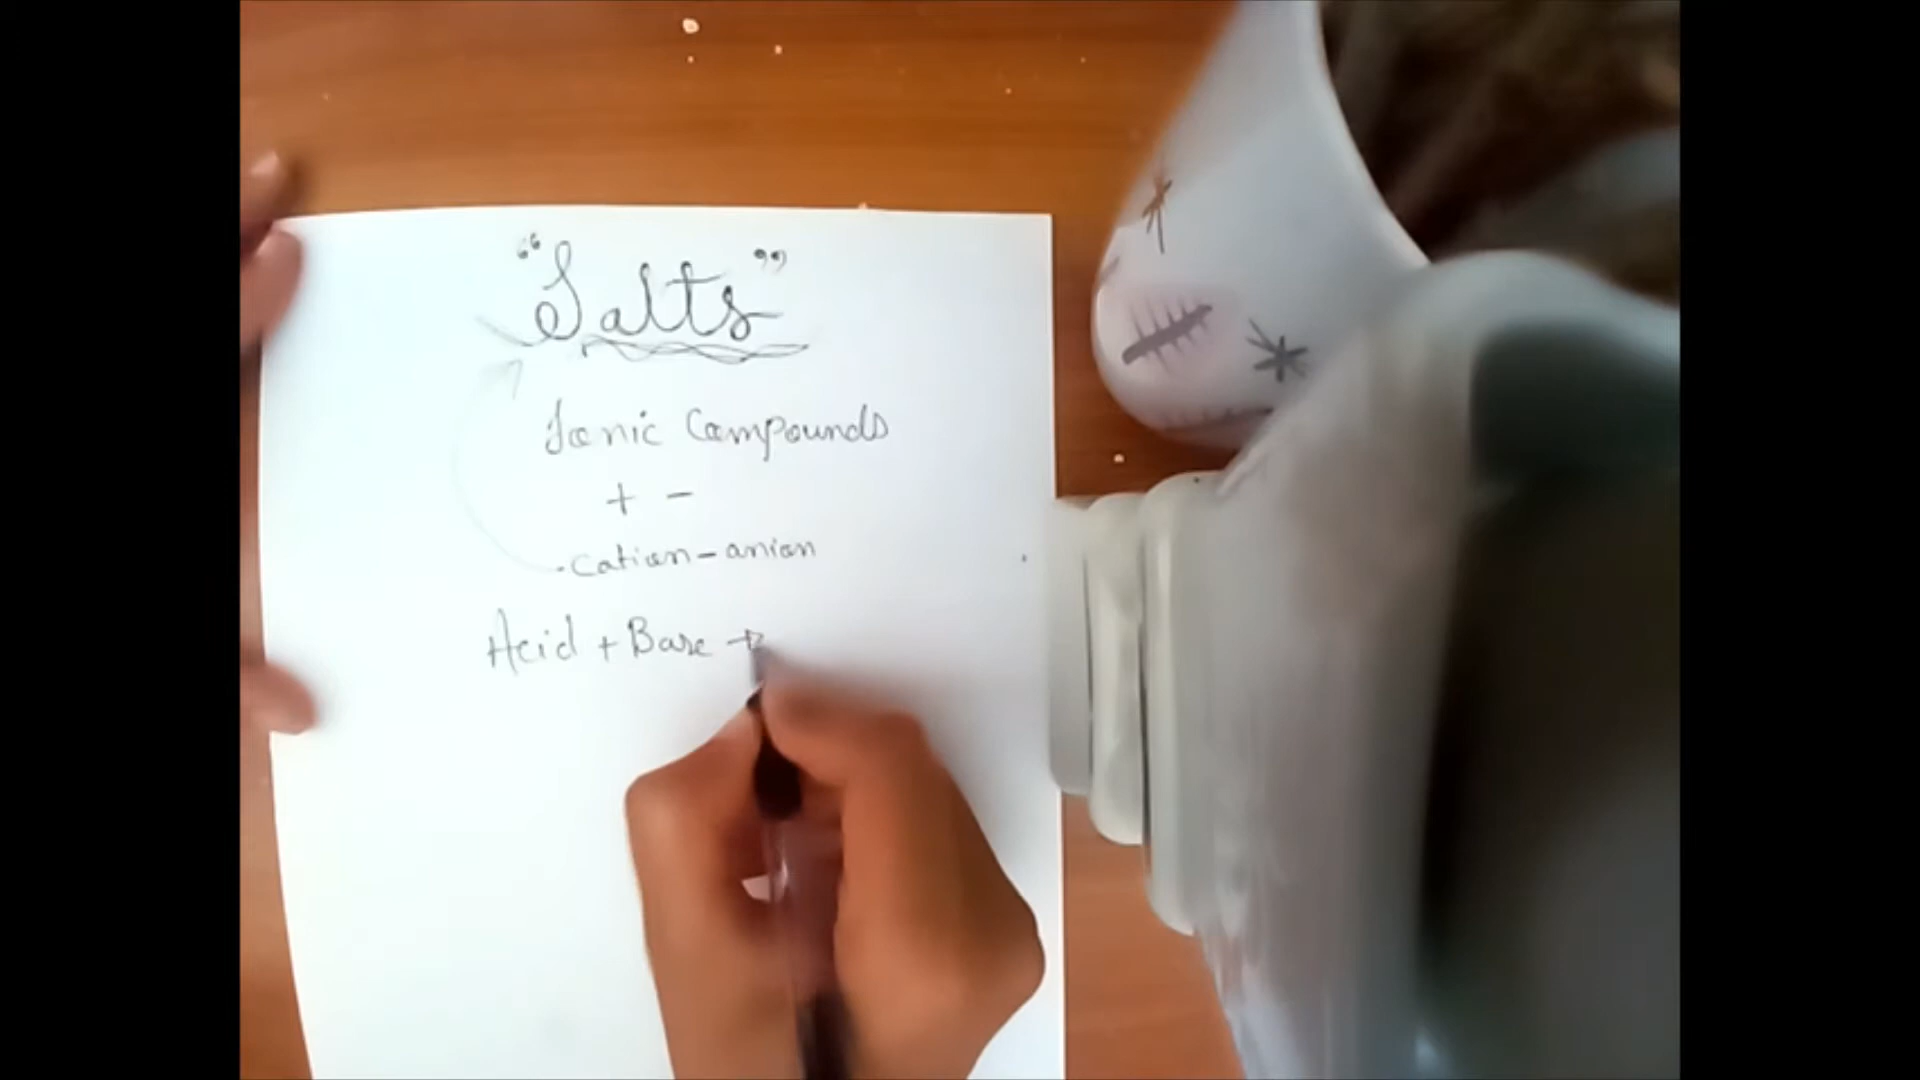 "Salts"
Ionic Compounds
+ -
. Cation - anion
Acid + Base →